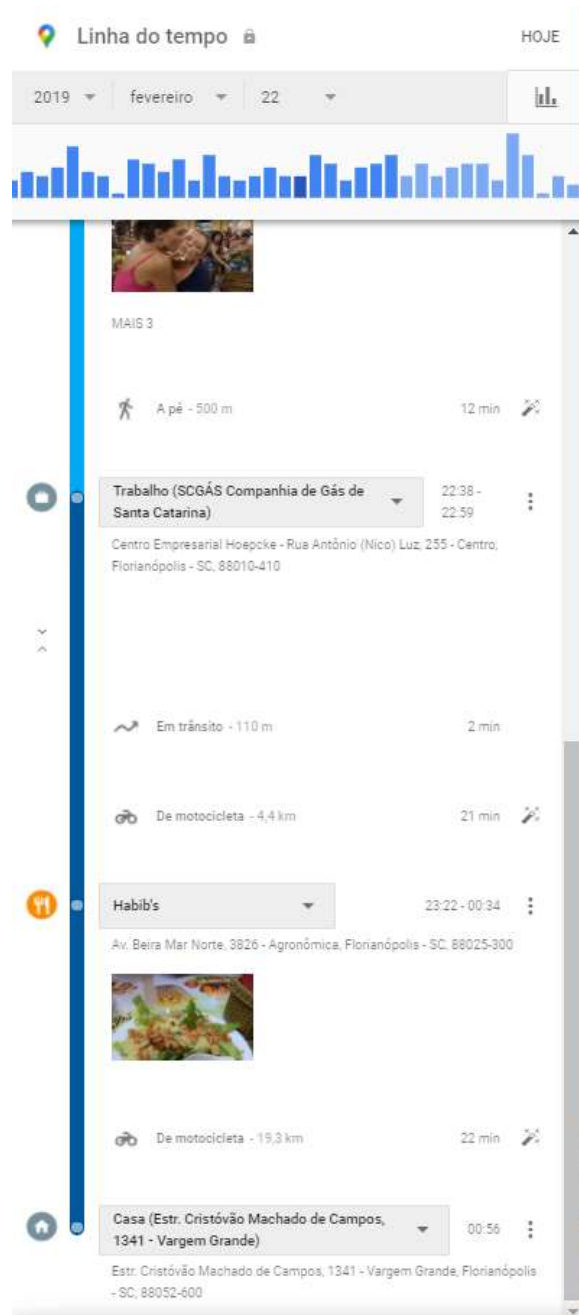 Linha do tempo
HOJE
2019
fevereiro
22
MAIS 3
A pé - 500 m
12 min
Trabalho (SCGÁS Companhia de Gás de
Santa Catarina)
22:38 -
22:59
Centro Empresarial Hoepcke - Rua Antônio (Nico) Luz, 255 - Centro,
Florianópolis - SC, 88010-410
Em trânsito - 110 m
2 min
De motocicleta - 4,4 km
21 min
Habib's
23:22 - 00:34
Av. Beira Mar Norte, 3826 - Agronômica, Florianópolis - SC, 88025-300
De motocicleta - 19,3 km
22 min
Casa (Estr. Cristóvão Machado de Campos,
1341 - Vargem Grande)
00:56
Estr. Cristóvão Machado de Campos, 1341 - Vargem Grande, Florianópolis
- SC, 88052-600